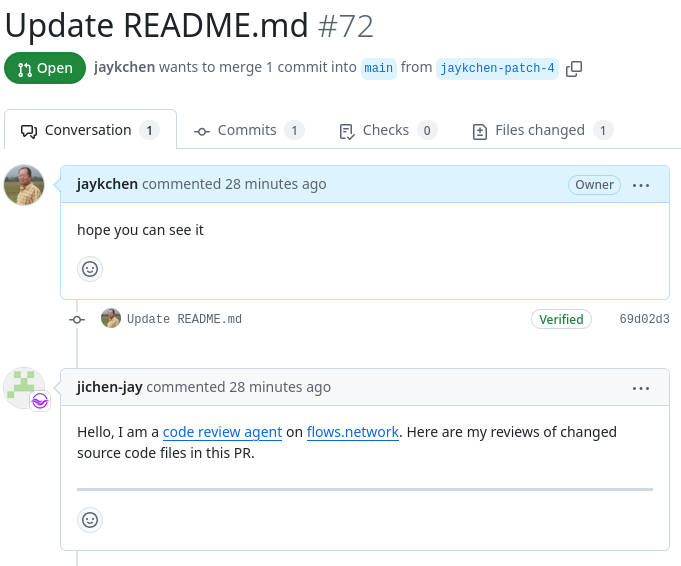 Update README.md #72
Open jaykchen wants to merge 1 commit into main from jaykchen-patch-4
Conversation 1 Commits 1 Checks 0 Files changed 1
jaykchen commented 28 minutes ago Owner
hope you can see it
Update README.md Verified 69d02d3
jichen-jay commented 28 minutes ago
Hello, I am a code review agent on flows.network. Here are my reviews of changed
source code files in this PR.